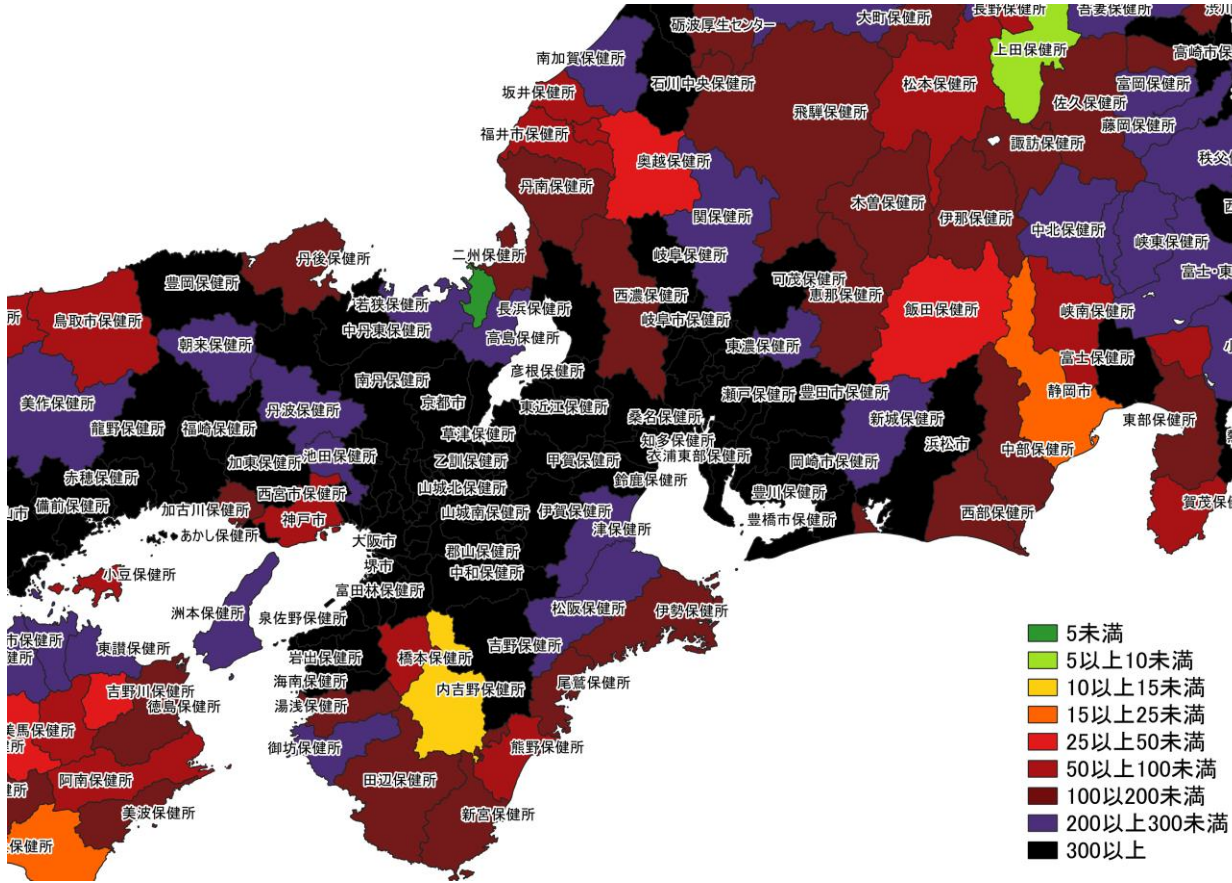 砺波厚生センター
大町保健所
長野保健所
吾妻保健所
渋川
南加賀保健所
石川中央保健所
上田保健所
高崎市保
坂井保健所
飛騨保健所
松本保健所
富岡保健所
佐久保健所
福井市保健所
藤岡保健所
奥越保健所
諏訪保健所
秩父保
丹南保健所
木曽保健所
関保健所
伊那保健所
中北保健所
峡東保健所
西
二州保健所
丹後保健所
岐阜保健所
富士・東
豊岡保健所
可茂保健所
若狭保健所
長浜保健所
西濃保健所
恵那保健所
飯田保健所
峡南保健所
所
鳥取市保健所
中丹東保健所
高島保健所
岐阜市保健所
朝来保健所
東濃保健所
小
富士保健所
彦根保健所
南丹保健所
瀬戸保健所
豊田市保健所
静岡市
美作保健所
京都市
東近江保健所
丹波保健所
桑名保健所
新城保健所
東部保健所
龍野保健所
福崎保健所
草津保健所
知多保健所
浜松市
中部保健所
加東保健所
池田保健所
乙訓保健所
甲賀保健所
衣浦東部保健所
岡崎市保健所
赤穂保健所
鈴鹿保健所
西宮市保健所
山城北保健所
豊川保健所
賀茂保健
山市
備前保健所
加古川保健所
神戸市
山城南保健所
伊賀保健所
豊橋市保健所
西部保健所
あかし保健所
大阪市
津保健所
郡山保健所
堺市
中和保健所
小豆保健所
富田林保健所
洲本保健所
泉佐野保健所
松阪保健所
伊勢保健所
市保健所
東讃保健所
吉野保健所
健所
岩出保健所
橋本保健所
海南保健所
尾鷲保健所
内吉野保健所
吉野川保健所
徳島保健所
湯浅保健所
美馬保健所
健所
御坊保健所
熊野保健所
阿南保健所
田辺保健所
健所
美波保健所
新宮保健所
保健所
5未満
5以上10未満
10以上15未満
15以上25未満
25以上50未満
50以上100未満
100以200未満
200以上300未満
300以上